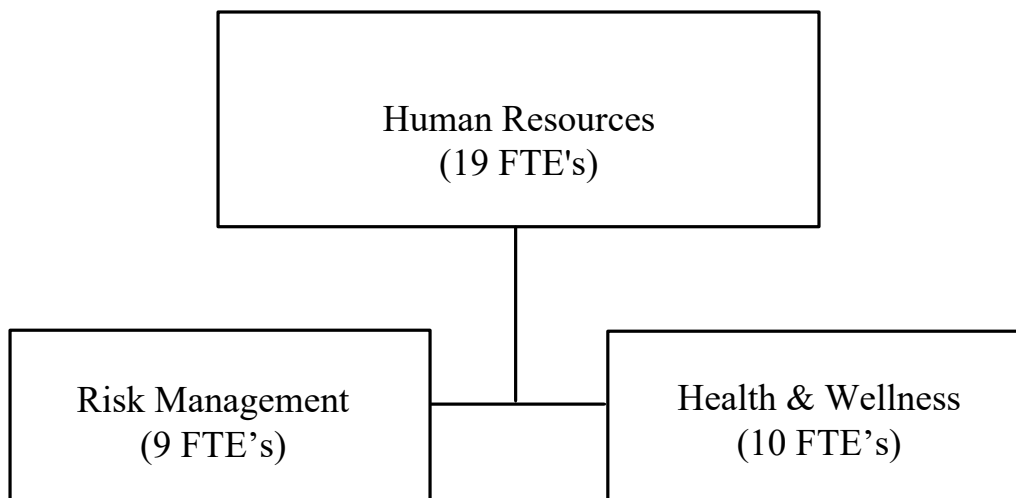 Human Resources
(19 FTE's)
Risk Management
(9 FTE’s)
Health & Wellness
(10 FTE’s)